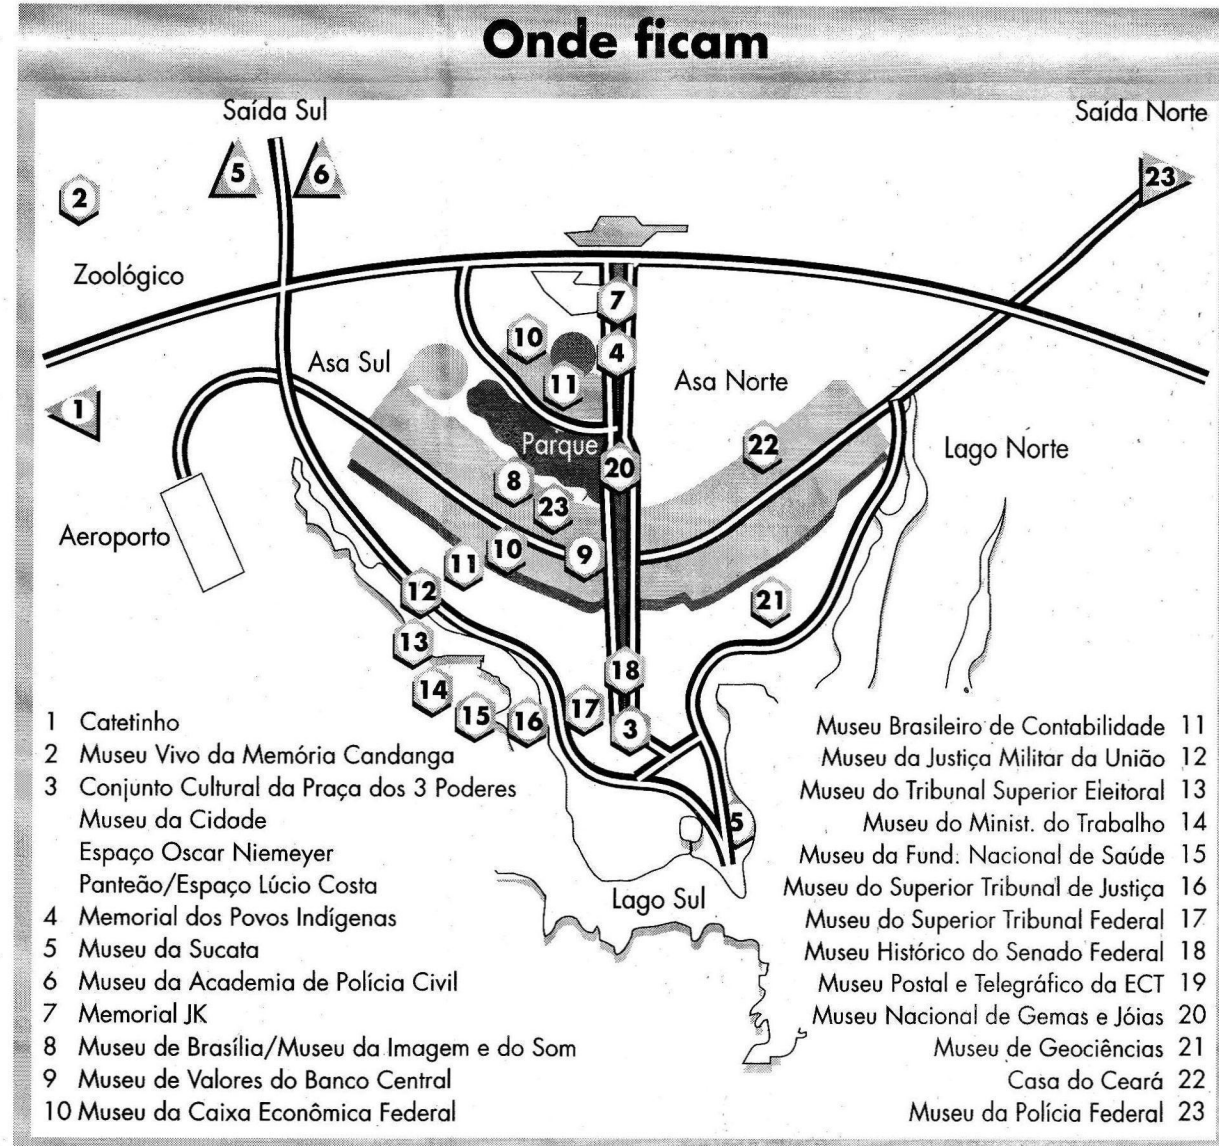 Onde ficam
Saída Sul
Saída Norte
5
6
23
2
Zoológico
7
10
4
Asa Sul
11
Asa Norte
1
Parque
22
Lago Norte
20
8
23
Aeroporto
10
9
11
12
21
13
18
14
15
16
17
3
5
Lago Sul
1 Catetinho
2 Museu Vivo da Memória Candanga
3 Conjunto Cultural da Praça dos 3 Poderes
Museu da Cidade
Espaço Oscar Niemeyer
Panteão/Espaço Lúcio Costa
4 Memorial dos Povos Indígenas
5 Museu da Sucata
6 Museu da Academia de Polícia Civil
7 Memorial JK
8 Museu de Brasília/Museu da Imagem e do Som
9 Museu de Valores do Banco Central
10 Museu da Caixa Econômica Federal
Museu Brasileiro de Contabilidade 11
Museu da Justiça Militar da União 12
Museu do Tribunal Superior Eleitoral 13
Museu do Minist. do Trabalho 14
Museu da Fund. Nacional de Saúde 15
Museu do Superior Tribunal de Justiça 16
Museu do Superior Tribunal Federal 17
Museu Histórico do Senado Federal 18
Museu Postal e Telegráfico da ECT 19
Museu Nacional de Gemas e Jóias 20
Museu de Geociências 21
Casa do Ceará 22
Museu da Polícia Federal 23